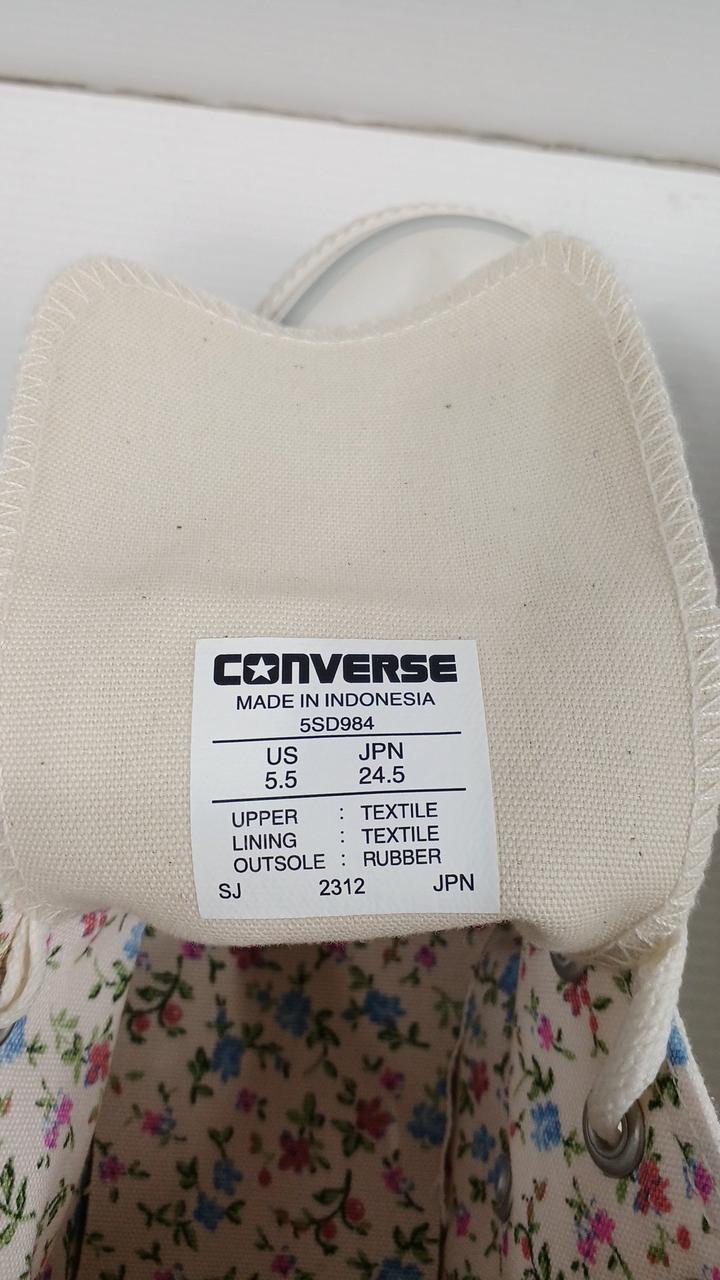 CONVERSE
MADE IN INDONESIA
5SD984
US JPN
5.5 24.5
UPPER : TEXTILE
LINING : TEXTILE
OUTSOLE : RUBBER
SJ 2312 JPN